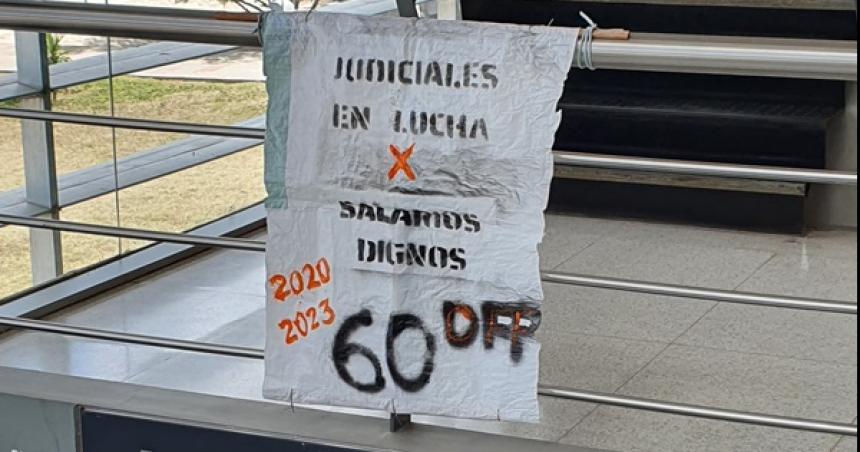 JUDICIALES
EN LUCHA
X
SALARIOS
DIGNOS
2020
2023
60 OFF